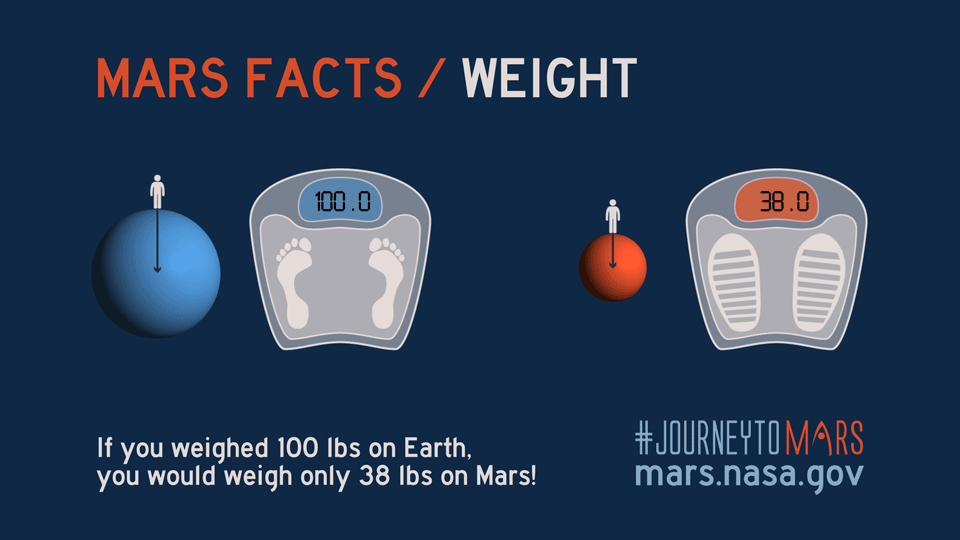 MARS FACTS / WEIGHT
100.0
38.0
If you weighed 100 lbs on Earth,
you would weigh only 38 lbs on Mars!
#JOURNEYTOMARS
mars.nasa.gov